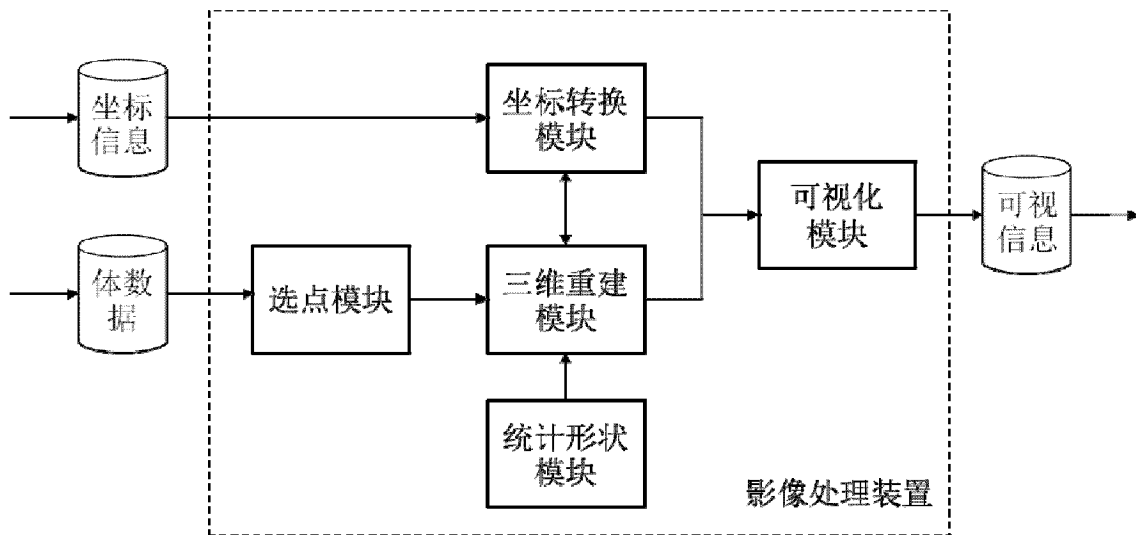 坐标
信息
坐标转换
模块
可视化
模块
可视
信息
体数
据
选点模块
三维重建
模块
统计形状
模块
影像处理装置